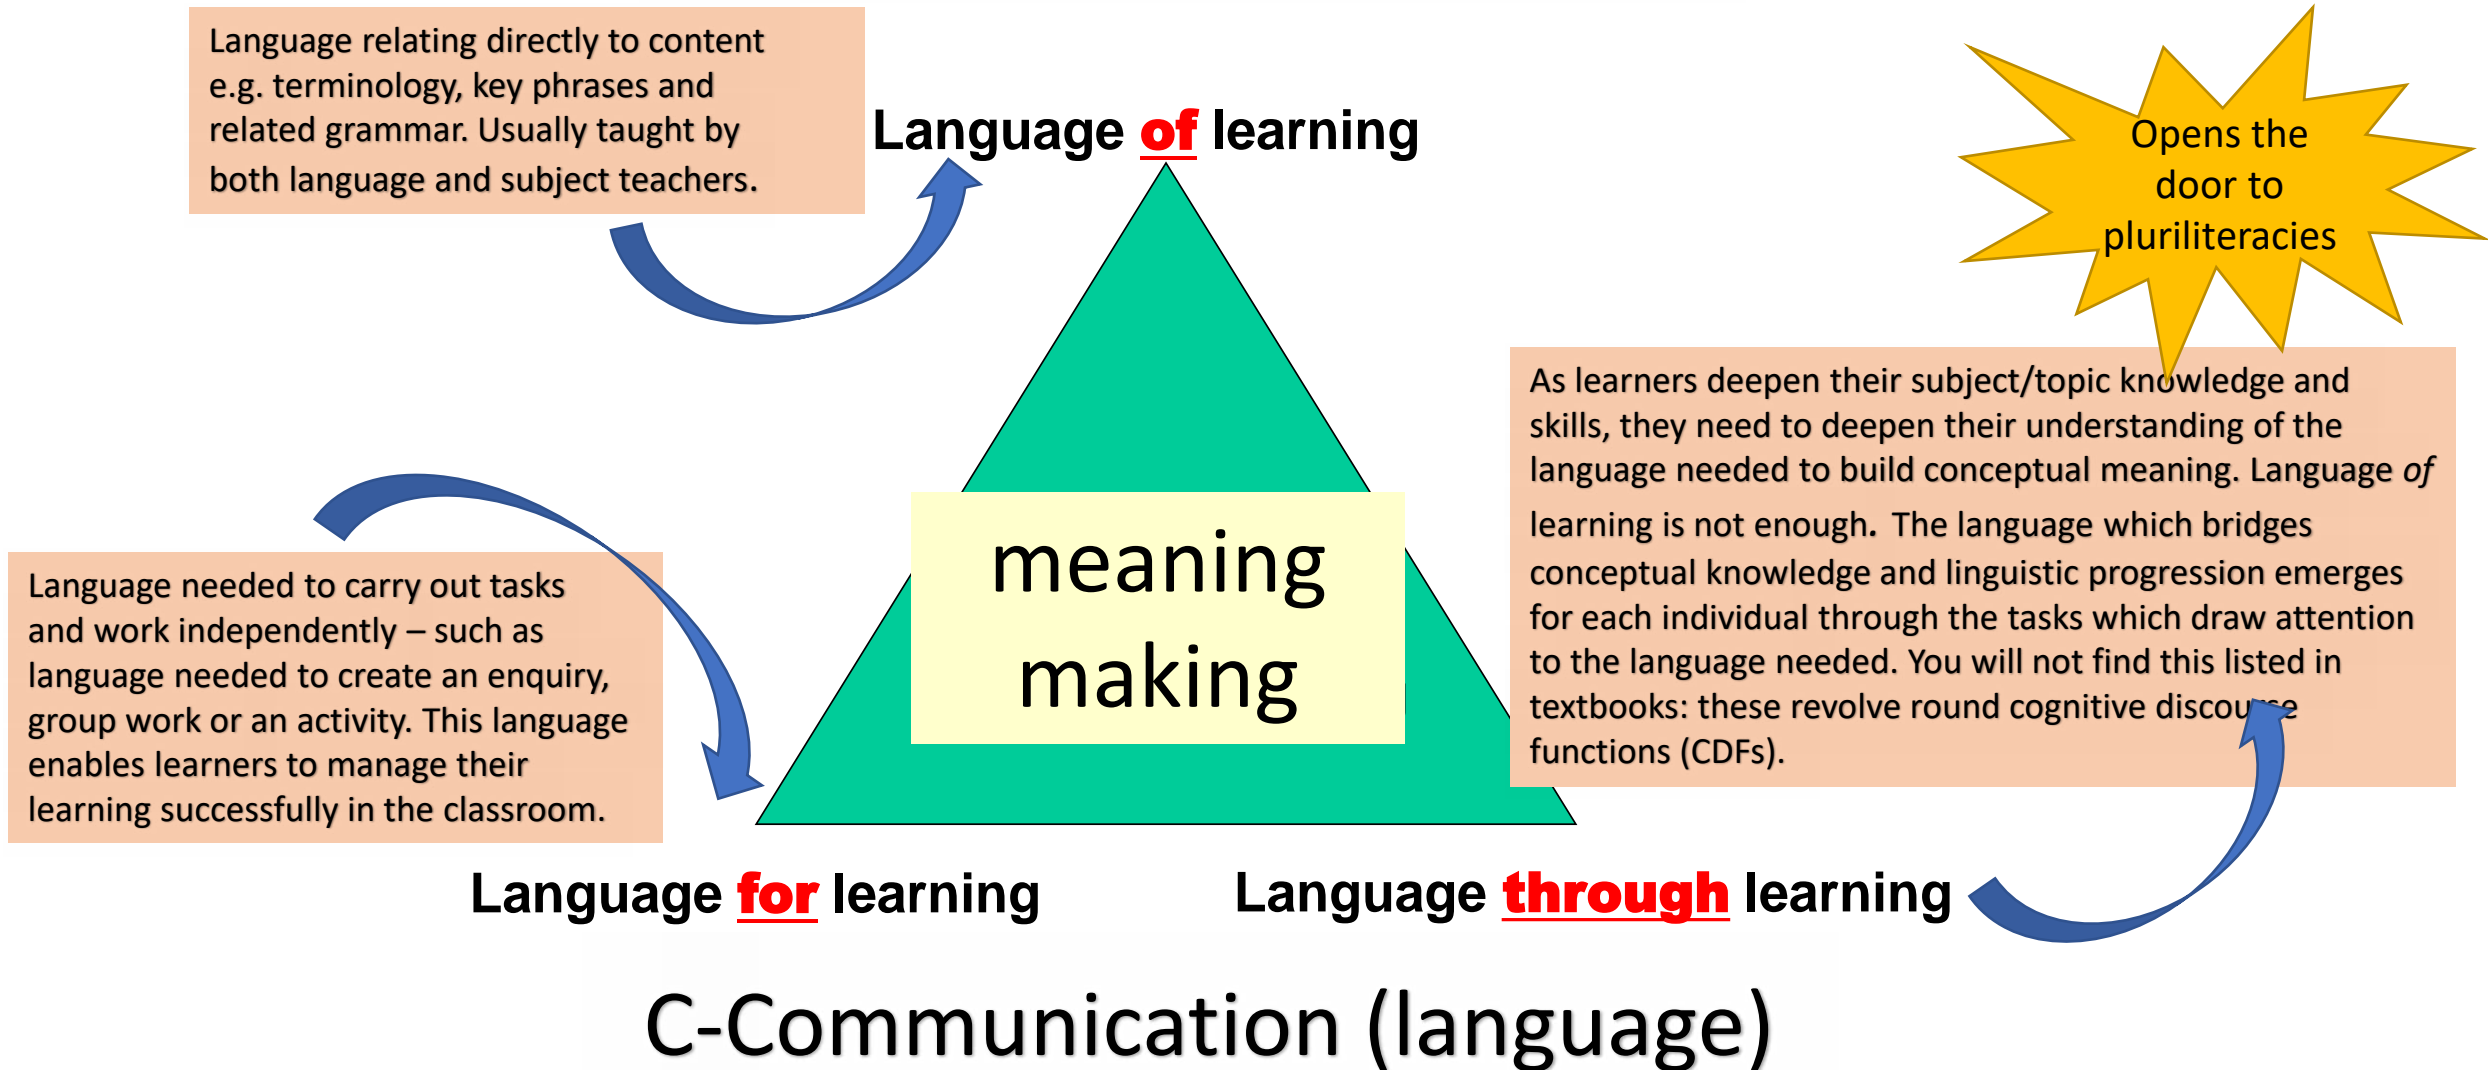 Language relating directly to content
e.g. terminology, key phrases and
related grammar. Usually taught by
both language and subject teachers.
Language of learning
Opens the
door to
pluriliteracies
As learners deepen their subject/topic knowledge and
skills, they need to deepen their understanding of the
language needed to build conceptual meaning. Language of
learning is not enough. The language which bridges
conceptual knowledge and linguistic progression emerges
for each individual through the tasks which draw attention
to the language needed. You will not find this listed in
textbooks: these revolve round cognitive discourse
functions (CDFs).
meaning
making
Language needed to carry out tasks
and work independently – such as
language needed to create an enquiry,
group work or an activity. This language
enables learners to manage their
learning successfully in the classroom.
Language for learning
Language through learning
C-Communication (language)